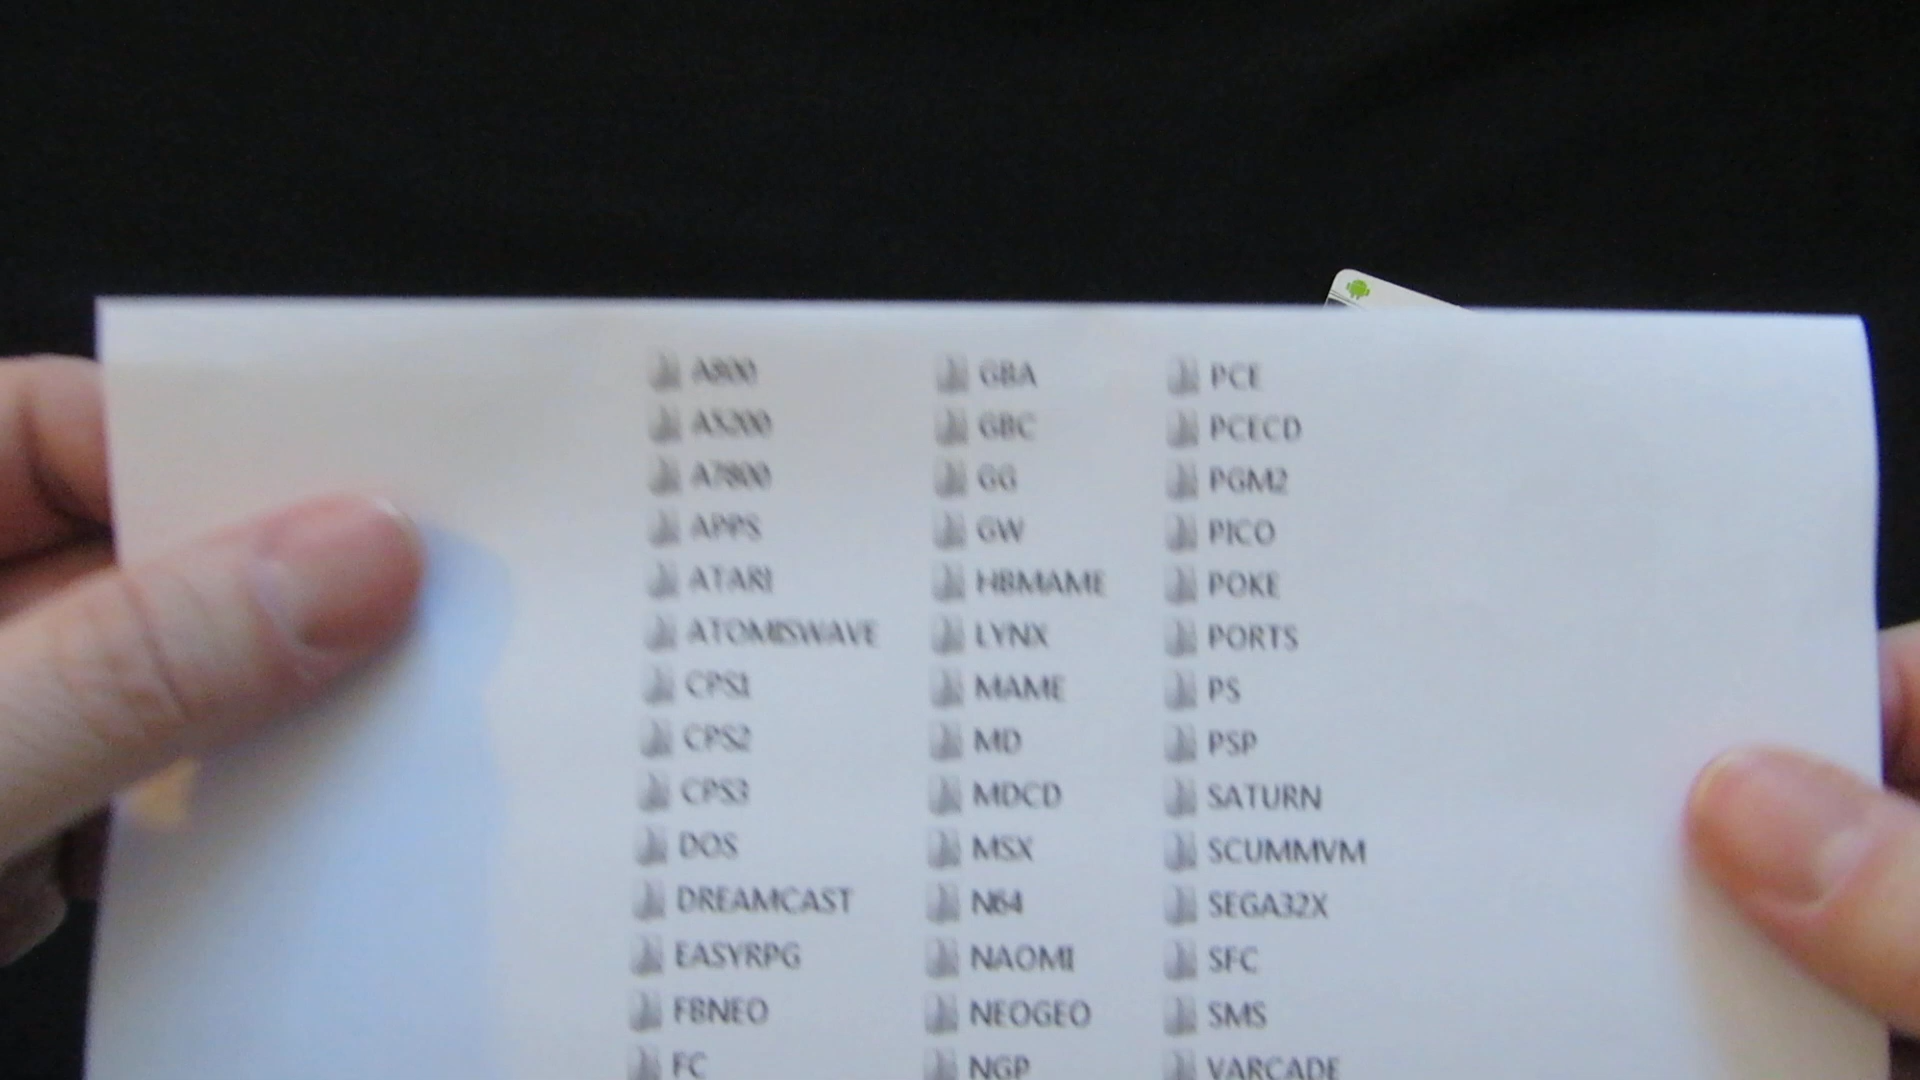 A800 GBA PCE
A5200 GBC PCECD
A7800 GG PGM2
APPS GW PICO
ATARI HBMAME POKE
ATOMISWAVE LYNX PORTS
CPS1 MAME PS
CPS2 MD PSP
CPS3 MDCD SATURN
DOS MSX SCUMMVM
DREAMCAST N64 SEGA32X
EASYRPG NAOMI SFC
FBNEO NEOGEO SMS
FC NGP VARCADE